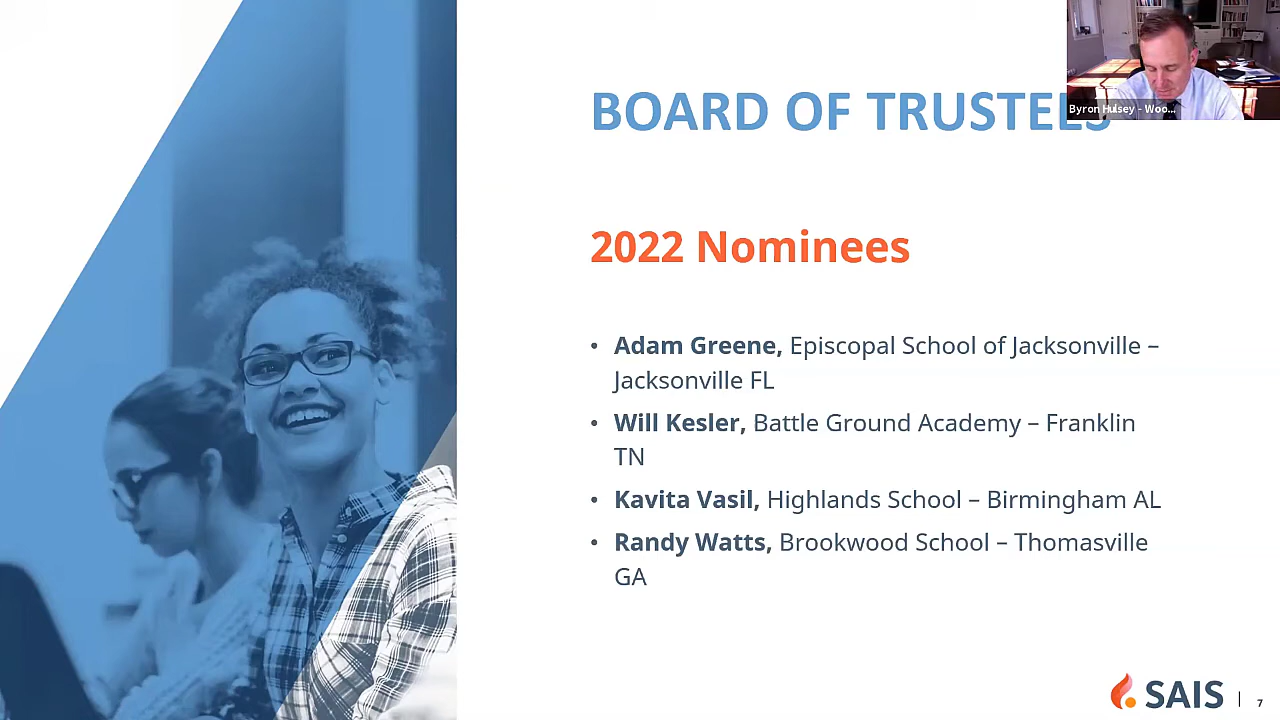 BOARD OF TRUSTEES
Byron Hulsey - Woo...
2022 Nominees
• Adam Greene, Episcopal School of Jacksonville –
Jacksonville FL
• Will Kesler, Battle Ground Academy – Franklin
TN
• Kavita Vasil, Highlands School – Birmingham AL
• Randy Watts, Brookwood School – Thomasville
GA
SAIS | 7